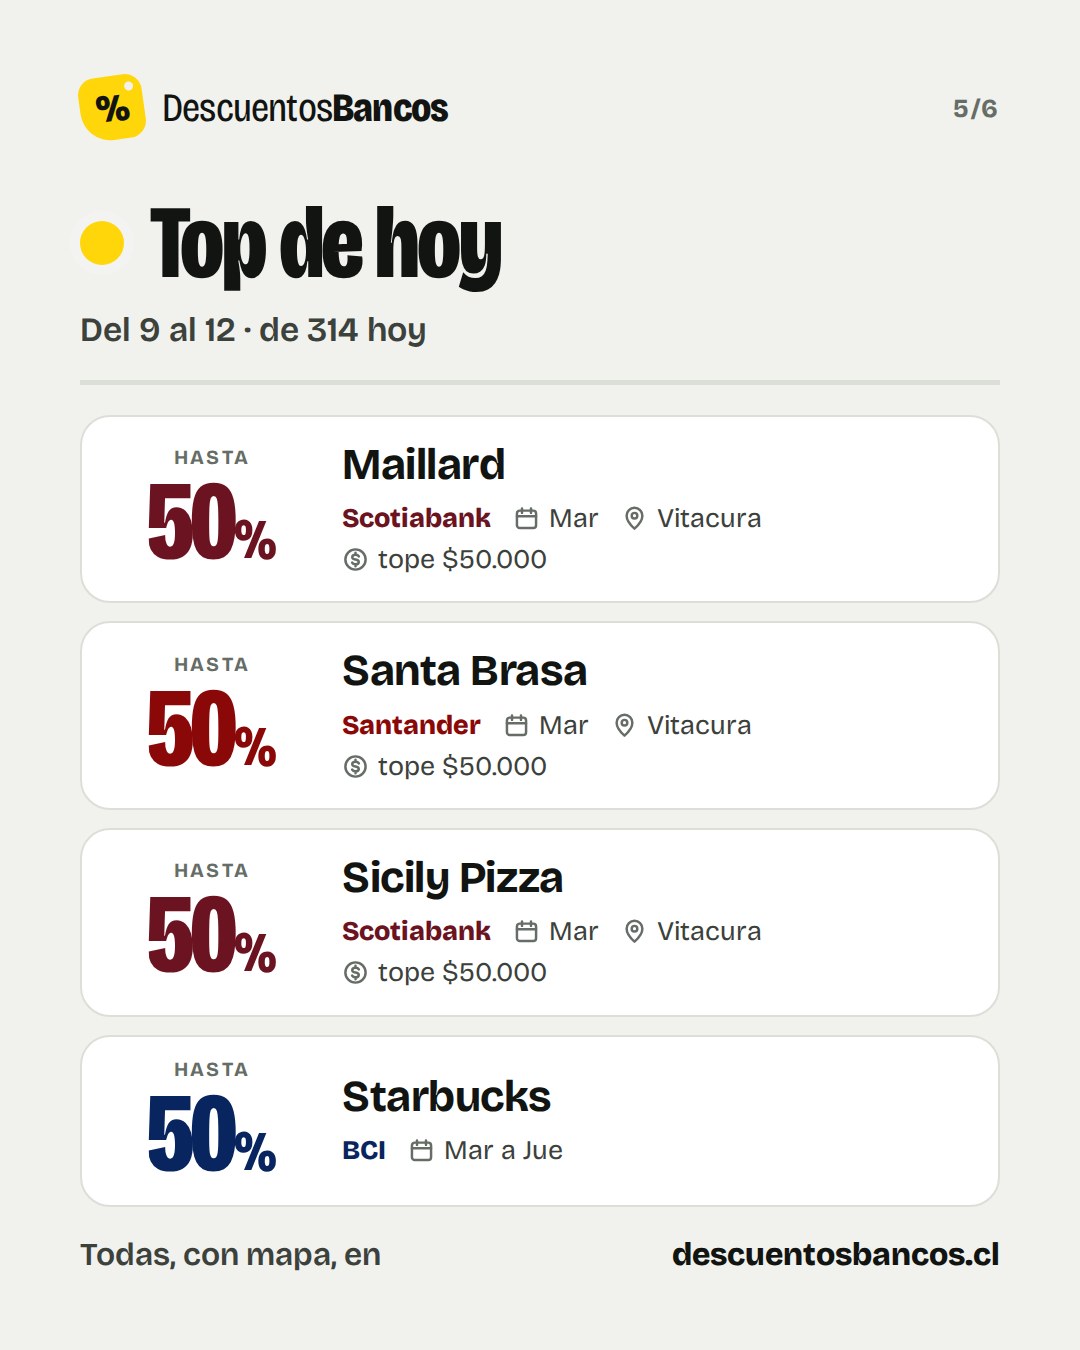 % DescuentosBancos
5/6
Top de hoy
Del 9 al 12 · de 314 hoy
HASTA
50%
Maillard
Scotiabank Mar Vitacura
$ tope $50.000
HASTA
50%
Santa Brasa
Santander Mar Vitacura
$ tope $50.000
HASTA
50%
Sicily Pizza
Scotiabank Mar Vitacura
$ tope $50.000
HASTA
50%
Starbucks
BCI Mar a Jue
Todas, con mapa, en
descuentosbancos.cl